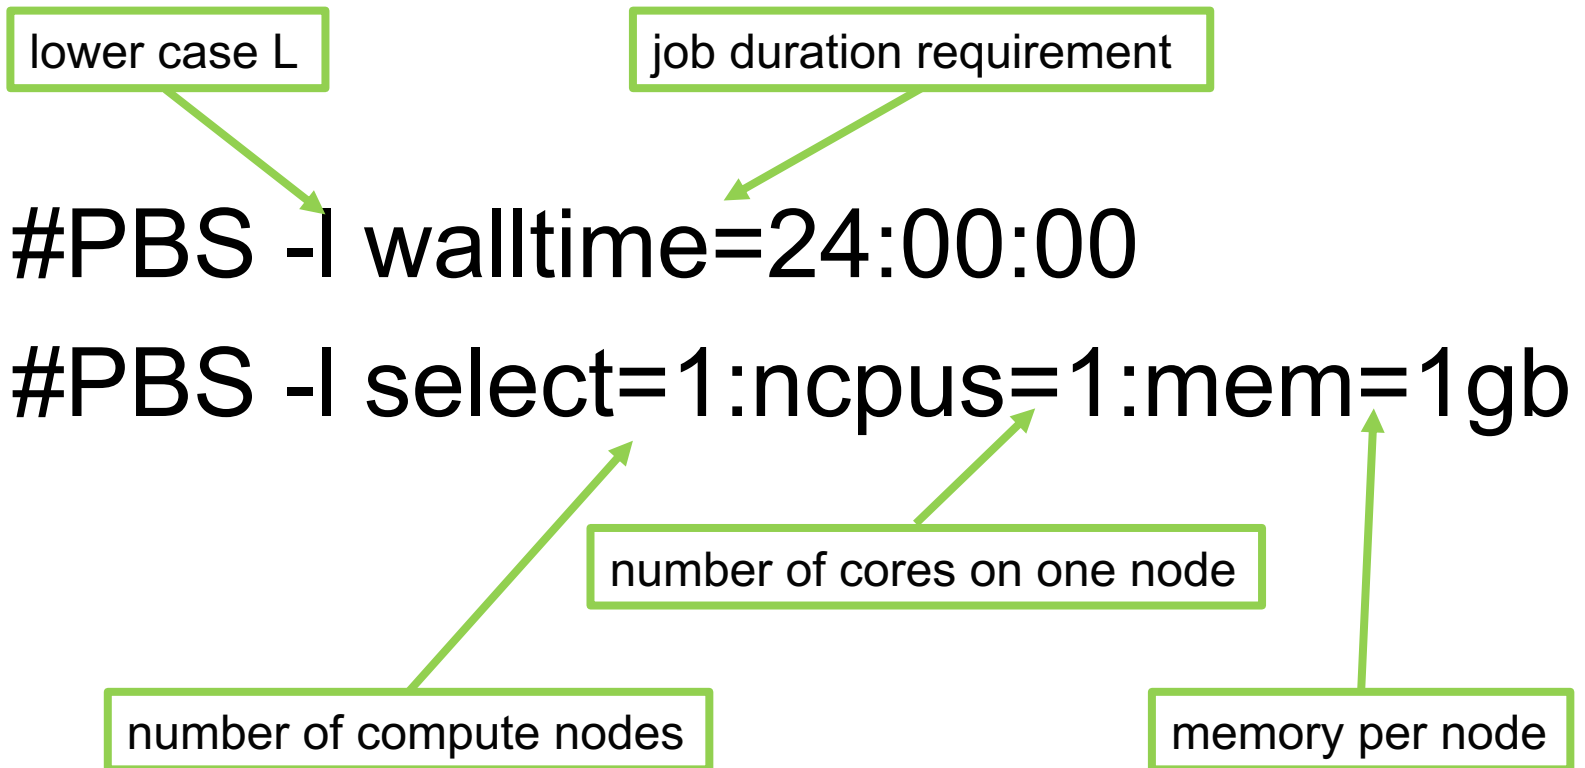 lower case L
job duration requirement
#PBS -l walltime=24:00:00
#PBS -l select=1:ncpus=1:mem=1gb
number of cores on one node
number of compute nodes
memory per node